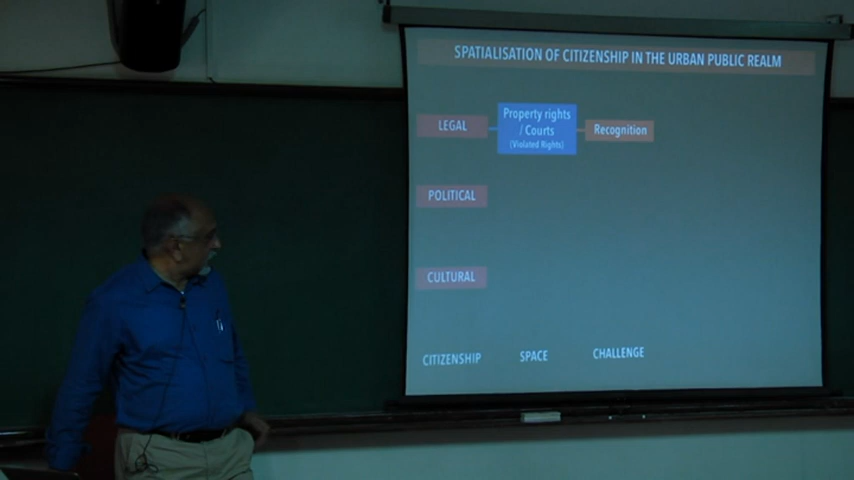 SPATIALISATION OF CITIZENSHIP IN THE URBAN PUBLIC REALM
LEGAL
Property rights
/ Courts
(Violated Rights)
Recognition
POLITICAL
CULTURAL
CITIZENSHIP
SPACE
CHALLENGE